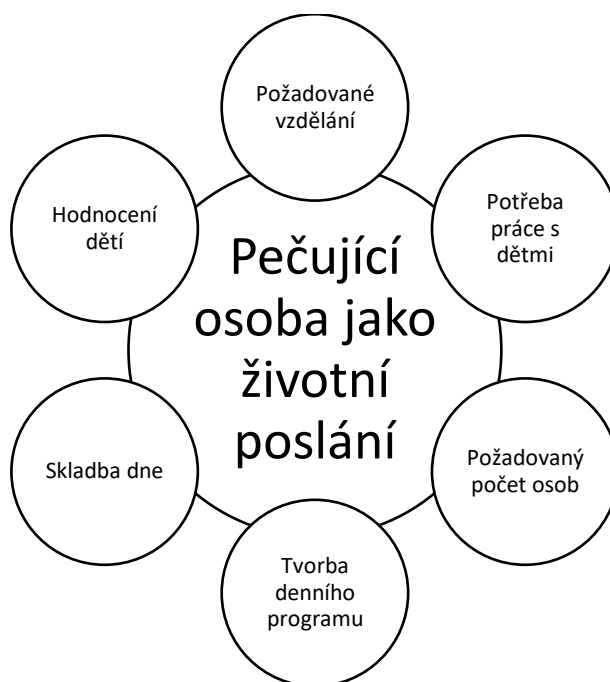 Požadované
vzdělání
Potřeba
práce s
dětmi
Požadovaný
počet osob
Tvorba
denního
programu
Skladba dne
Hodnocení
dětí
Pečující
osoba jako
životní
poslání